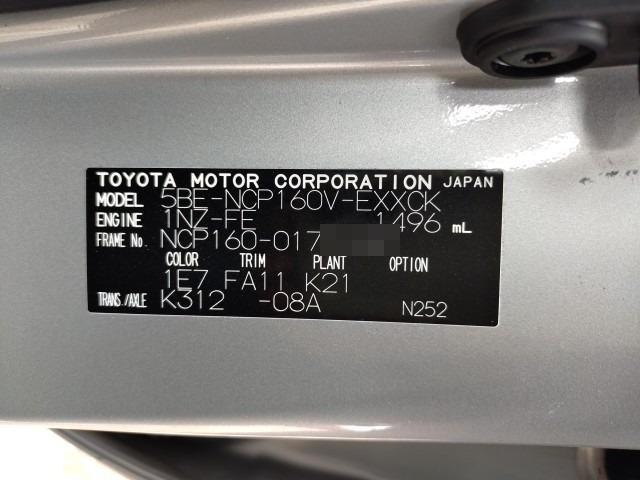 TOYOTA MOTOR CORPORATION JAPAN
MODEL 5BE-NCP160V-EXXCK
ENGINE 1NZ-FE 1496 mL
FRAME No NCP160-017
COLOR TRIM PLANT OPTION
1E7 FA11 K21
TRANS./AXLE K312 -08A N252